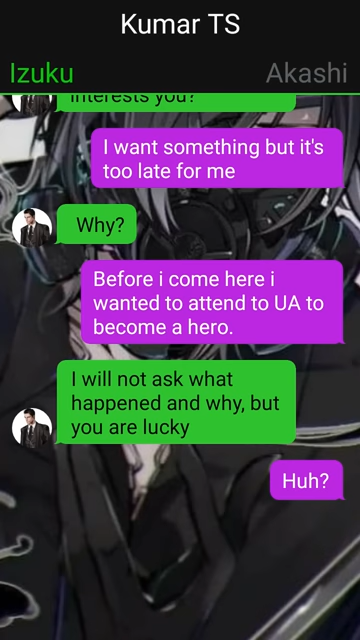 Kumar TS
Izuku
Akashi
interests you?
I want something but it's
too late for me
Why?
Before i come here i
wanted to attend to UA to
become a hero.
I will not ask what
happened and why, but
you are lucky
Huh?